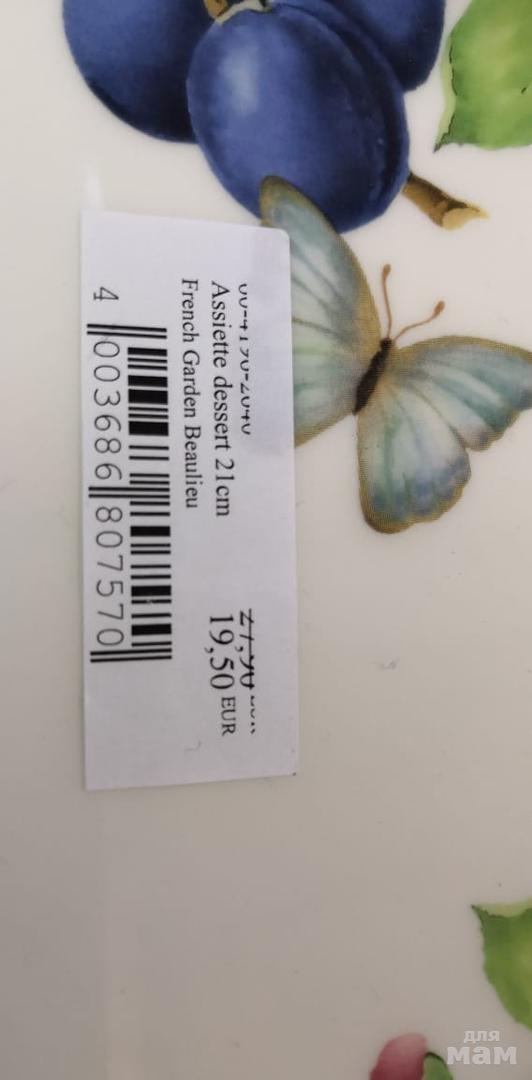 Assiette dessert 21cm
French Garden Beaulieu
19,50 EUR
4 003686 807570
для
мам